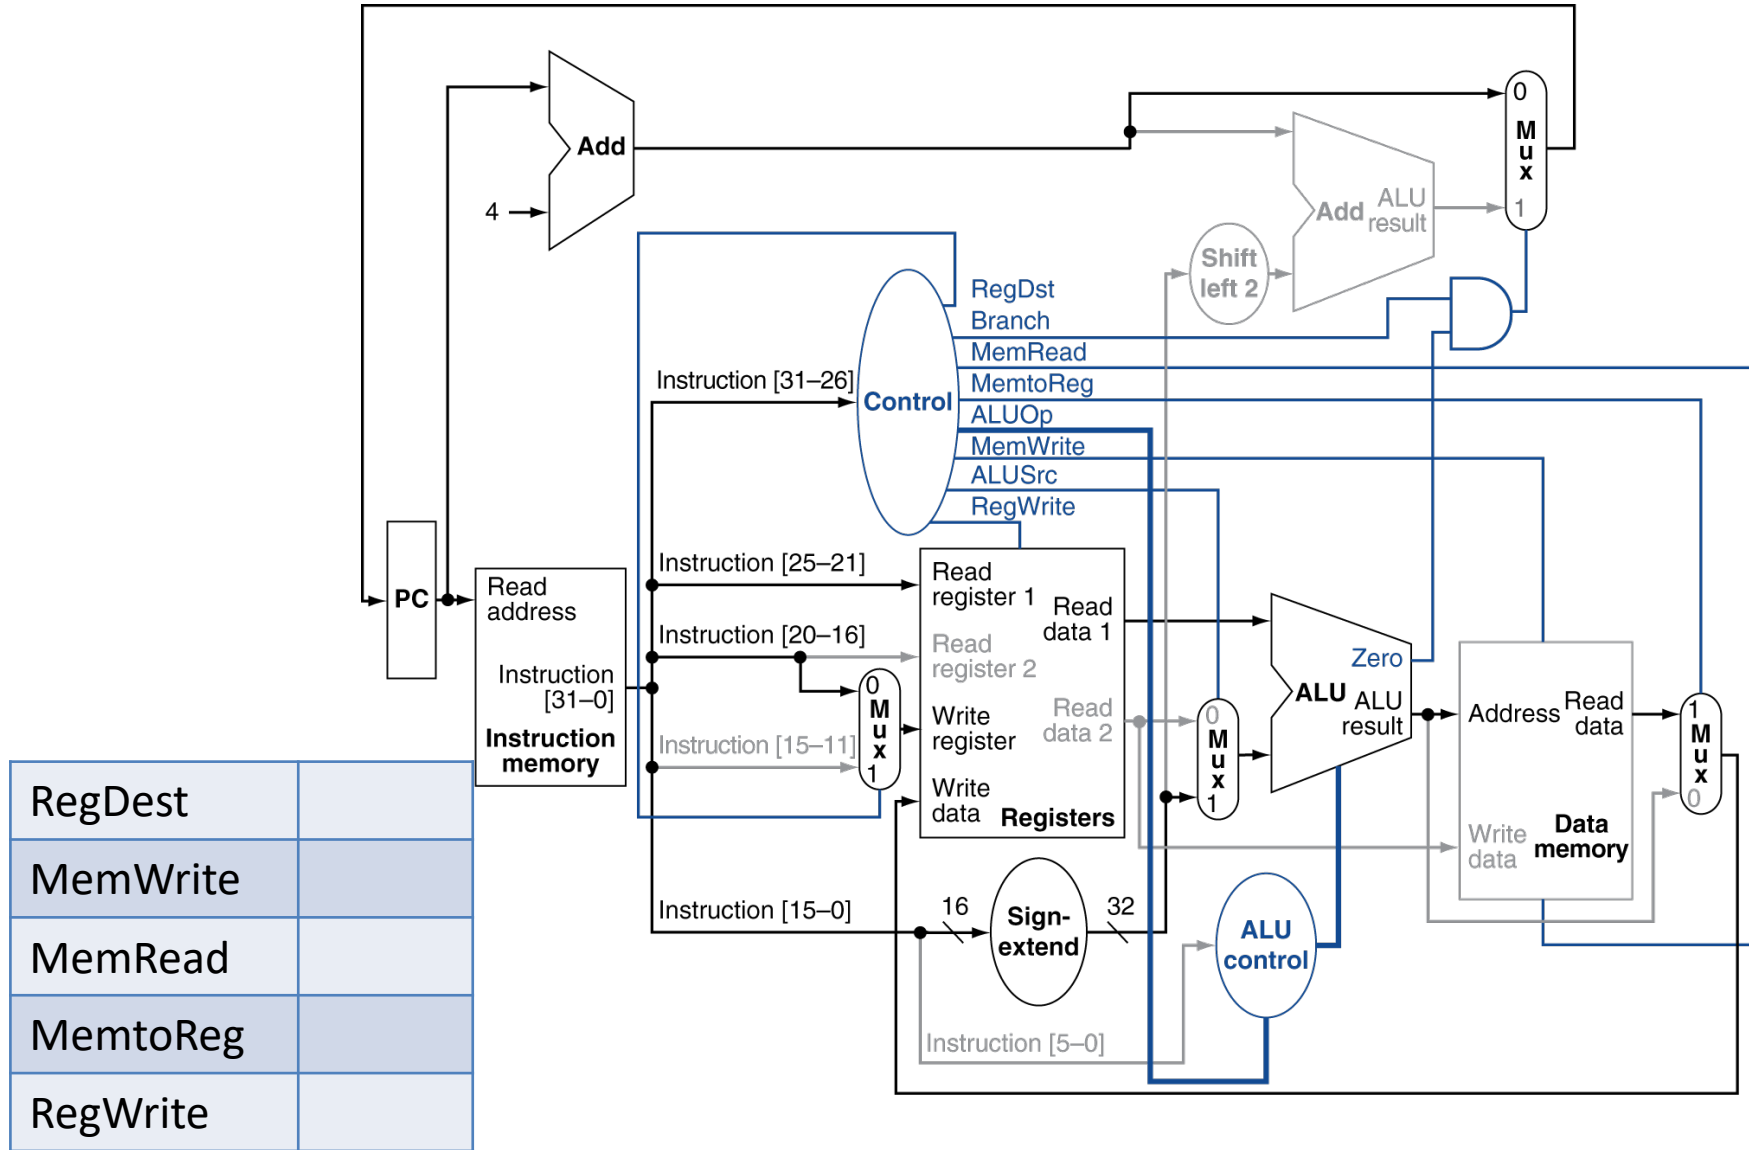 0
M
u
x
1
Add
4
Add
ALU
result
Shift
left 2
RegDst
Branch
MemRead
MemtoReg
ALUOp
MemWrite
ALUSrc
RegWrite
Control
Instruction [31–26]
Instruction [25–21]
Instruction [20–16]
Instruction [15–11]
Instruction [15–0]
Instruction [5–0]
PC
Read
address
Instruction
[31–0]
Instruction
memory
0
M
u
x
1
Read
register 1
Read
register 2
Write
register
Write
data
Read
data 1
Read
data 2
Registers
0
M
u
x
1
Zero
ALU
ALU
result
Address
Read
data
Write
data
Data
memory
1
M
u
x
0
16
Sign-
extend
32
ALU
control
RegDest
MemWrite
MemRead
MemtoReg
RegWrite